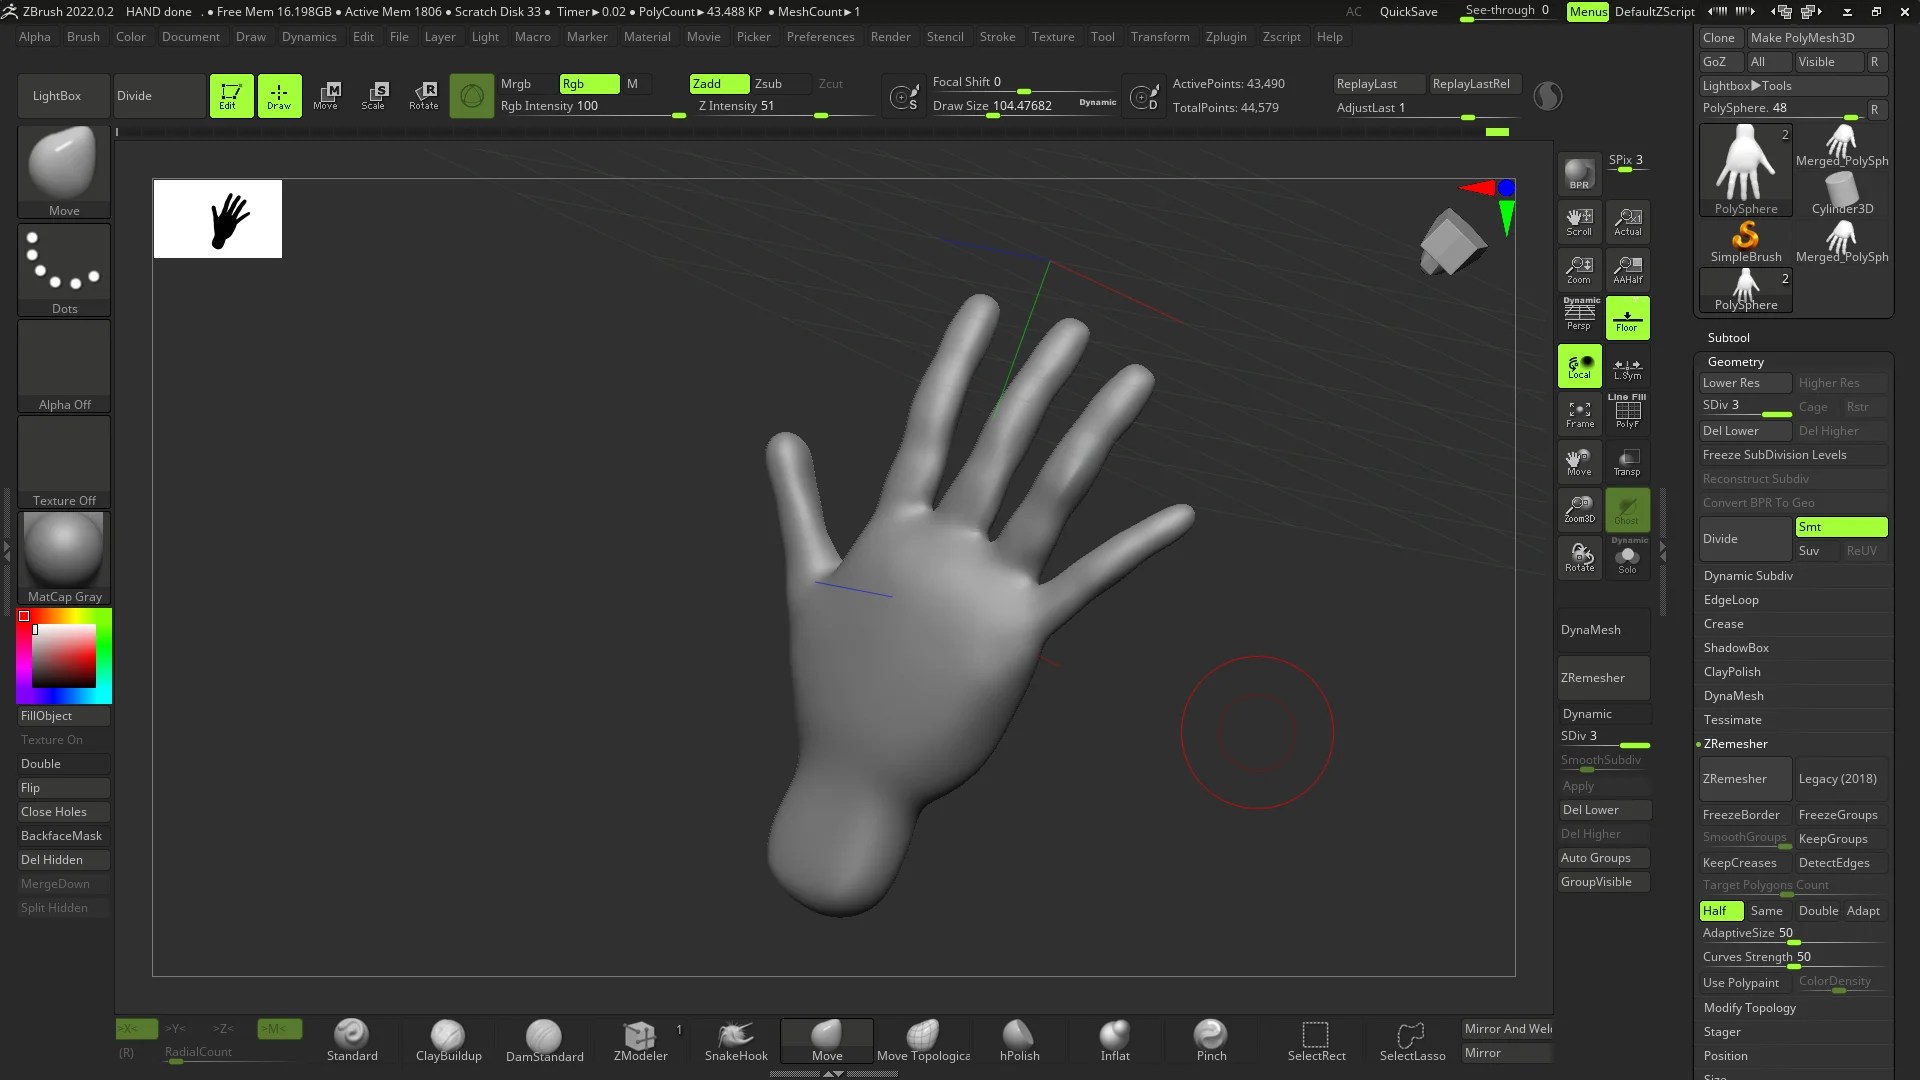 ZBrush 2022.0.2 HAND done . ● Free Mem 16.198GB ● Active Mem 1806 ● Scratch Disk 33 ● Timer►0.02 ● PolyCount►43.488 KP ● MeshCount►1 AC QuickSave See-through 0 Menus DefaultZScript
Alpha Brush Color Document Draw Dynamics Edit File Layer Light Macro Marker Material Movie Picker Preferences Render Stencil Stroke Texture Tool Transform Zplugin Zscript Help
Clone Make PolyMesh3D
GoZ All Visible R
Lightbox►Tools
PolySphere. 48 R
LightBox Divide Edit Draw Move Scale Rotate
M S R
Mrgb Rgb M
Rgb Intensity 100
Zadd Zsub Zcut
Z Intensity 51
S
Focal Shift 0
Draw Size 104.47682 Dynamic
D
ActivePoints: 43,490
TotalPoints: 44,579
ReplayLast ReplayLastRel
AdjustLast 1
Move
Dots
Alpha Off
Texture Off
MatCap Gray
FillObject
Texture On
Double
Flip
Close Holes
BackfaceMask
Del Hidden
MergeDown
Split Hidden
BPR SPix 3
Scroll Actual
Zoom AAHalf
Dynamic
Persp Floor
Local L.Sym
Line Fill
Frame PolyF
Move Transp
Zoom3D Ghost
Dynamic
Rotate Solo
DynaMesh
ZRemesher
Dynamic
SDiv 3
SmoothSubdiv
Apply
Del Lower
Del Higher
Auto Groups
GroupVisible
2
PolySphere Merged_PolySph
Cylinder3D
SimpleBrush Merged_PolySph
2
PolySphere
Subtool
Geometry
Lower Res Higher Res
SDiv 3 Cage Rstr
Del Lower Del Higher
Freeze SubDivision Levels
Reconstruct Subdiv
Convert BPR To Geo
Divide Smt
Suv ReUV
Dynamic Subdiv
EdgeLoop
Crease
ShadowBox
ClayPolish
DynaMesh
Tessimate
ZRemesher
ZRemesher Legacy (2018)
FreezeBorder FreezeGroups
SmoothGroups KeepGroups
KeepCreases DetectEdges
Target Polygons Count
Half Same Double Adapt
AdaptiveSize 50
Curves Strength 50
Use Polypaint ColorDensity
Modify Topology
Stager
Position
Size
>X< >Y< >Z< >M<
(R) RadialCount
Standard ClayBuildup DamStandard ZModeler 1 SnakeHook Move Move Topologica hPolish Inflat Pinch SelectRect SelectLasso
Mirror And Weld
Mirror